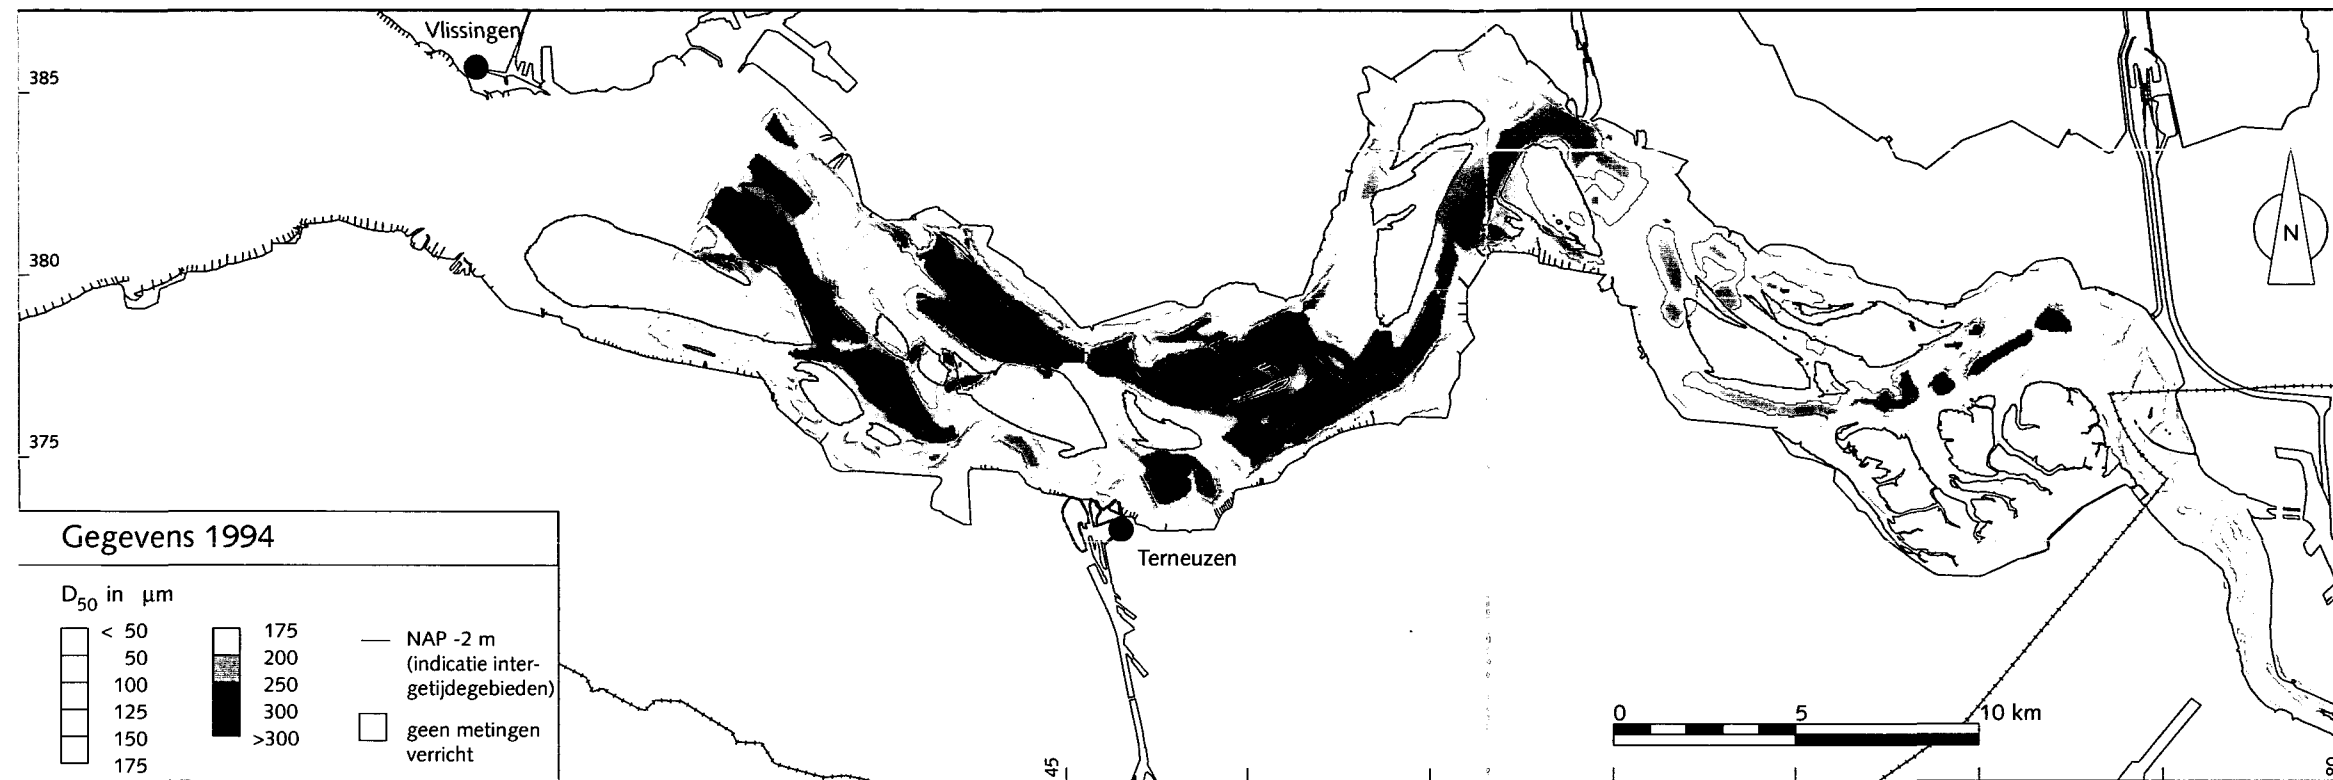 Vlissingen
385
380
375
N
Terneuzen
Gegevens 1994
D50 in µm
< 50
50
100
125
150
175
175
200
250
300
>300
NAP -2 m
(indicatie inter-
getijdegebieden)
geen metingen
verricht
0 5 10 km
45